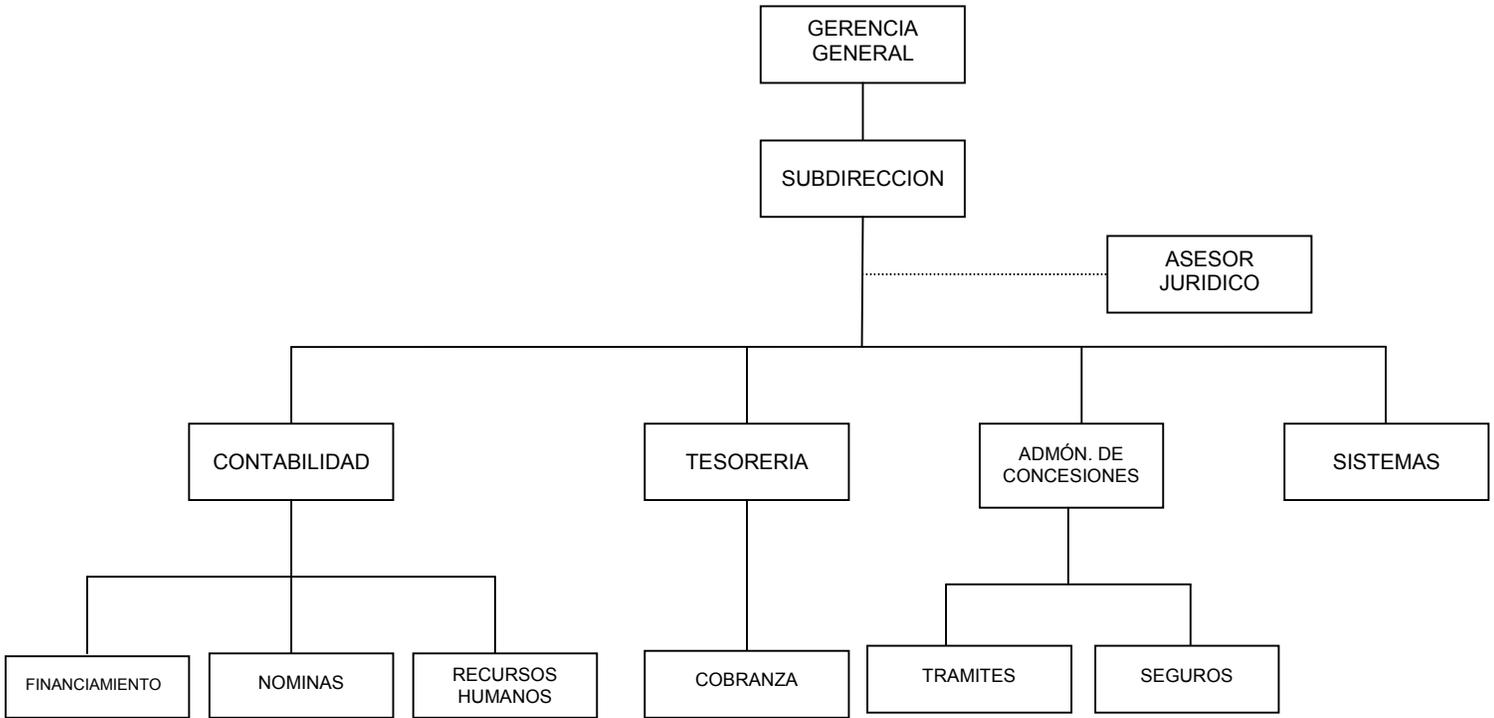 GERENCIA
GENERAL
SUBDIRECCION
ASESOR
JURIDICO
CONTABILIDAD
TESORERIA
ADMÓN. DE
CONCESIONES
SISTEMAS
FINANCIAMIENTO
NOMINAS
RECURSOS
HUMANOS
COBRANZA
TRAMITES
SEGUROS